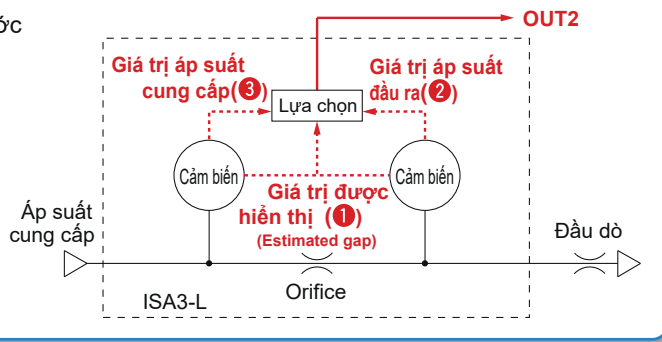 ớc
OUT2
Giá trị áp suất
cung cấp(❸)
Giá trị áp suất
đầu ra(❷)
Lựa chọn
Cảm biến
Cảm biến
Giá trị được
hiển thị (❶)
(Estimated gap)
Áp suất
cung cấp
Đầu dò
Orifice
ISA3-L